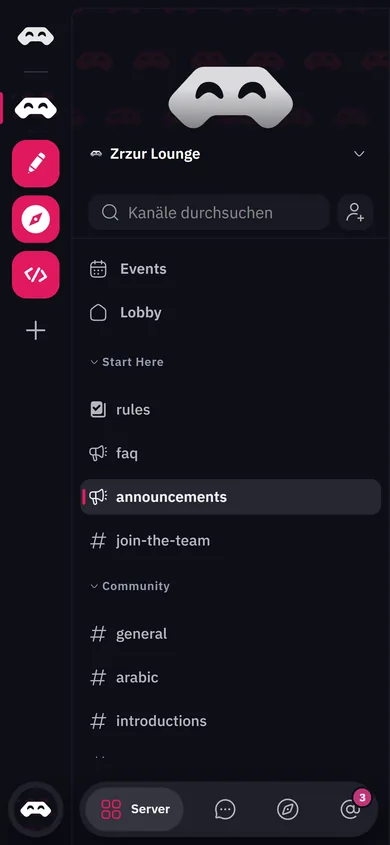 Zrzur Lounge
Kanäle durchsuchen
Events
Lobby
Start Here
rules
faq
announcements
join-the-team
Community
general
arabic
introductions
Server
3